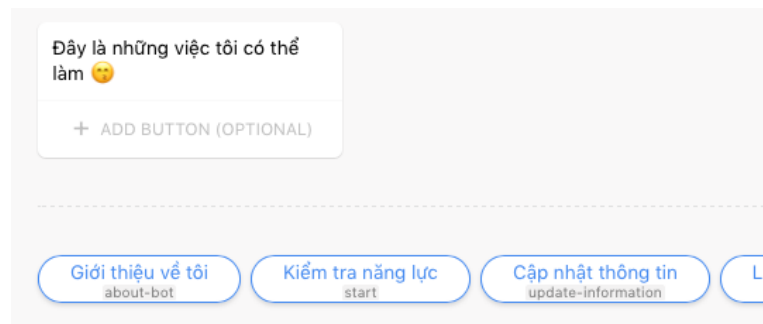 Đây là những việc tôi có thể
làm 😙
+ ADD BUTTON (OPTIONAL)
Giới thiệu về tôi
about-bot
Kiểm tra năng lực
start
Cập nhật thông tin
update-information
L